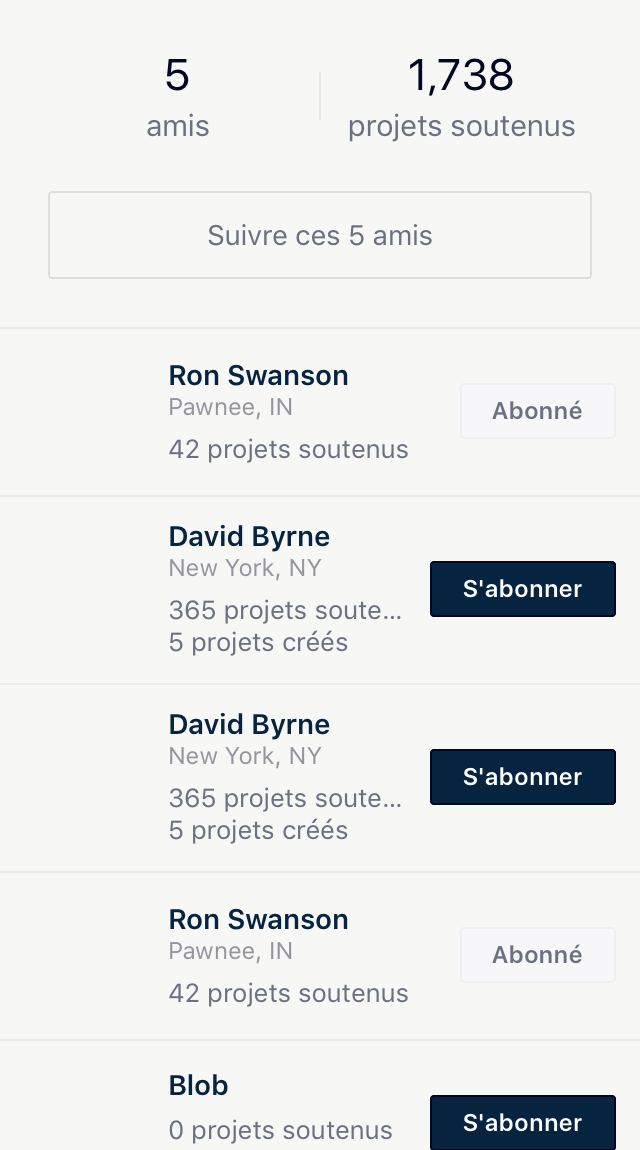 5
amis
1,738
projets soutenus
Suivre ces 5 amis
Ron Swanson
Pawnee, IN
42 projets soutenus
Abonné
David Byrne
New York, NY
365 projets soute...
5 projets créés
S'abonner
David Byrne
New York, NY
365 projets soute...
5 projets créés
S'abonner
Ron Swanson
Pawnee, IN
42 projets soutenus
Abonné
Blob
0 projets soutenus
S'abonner